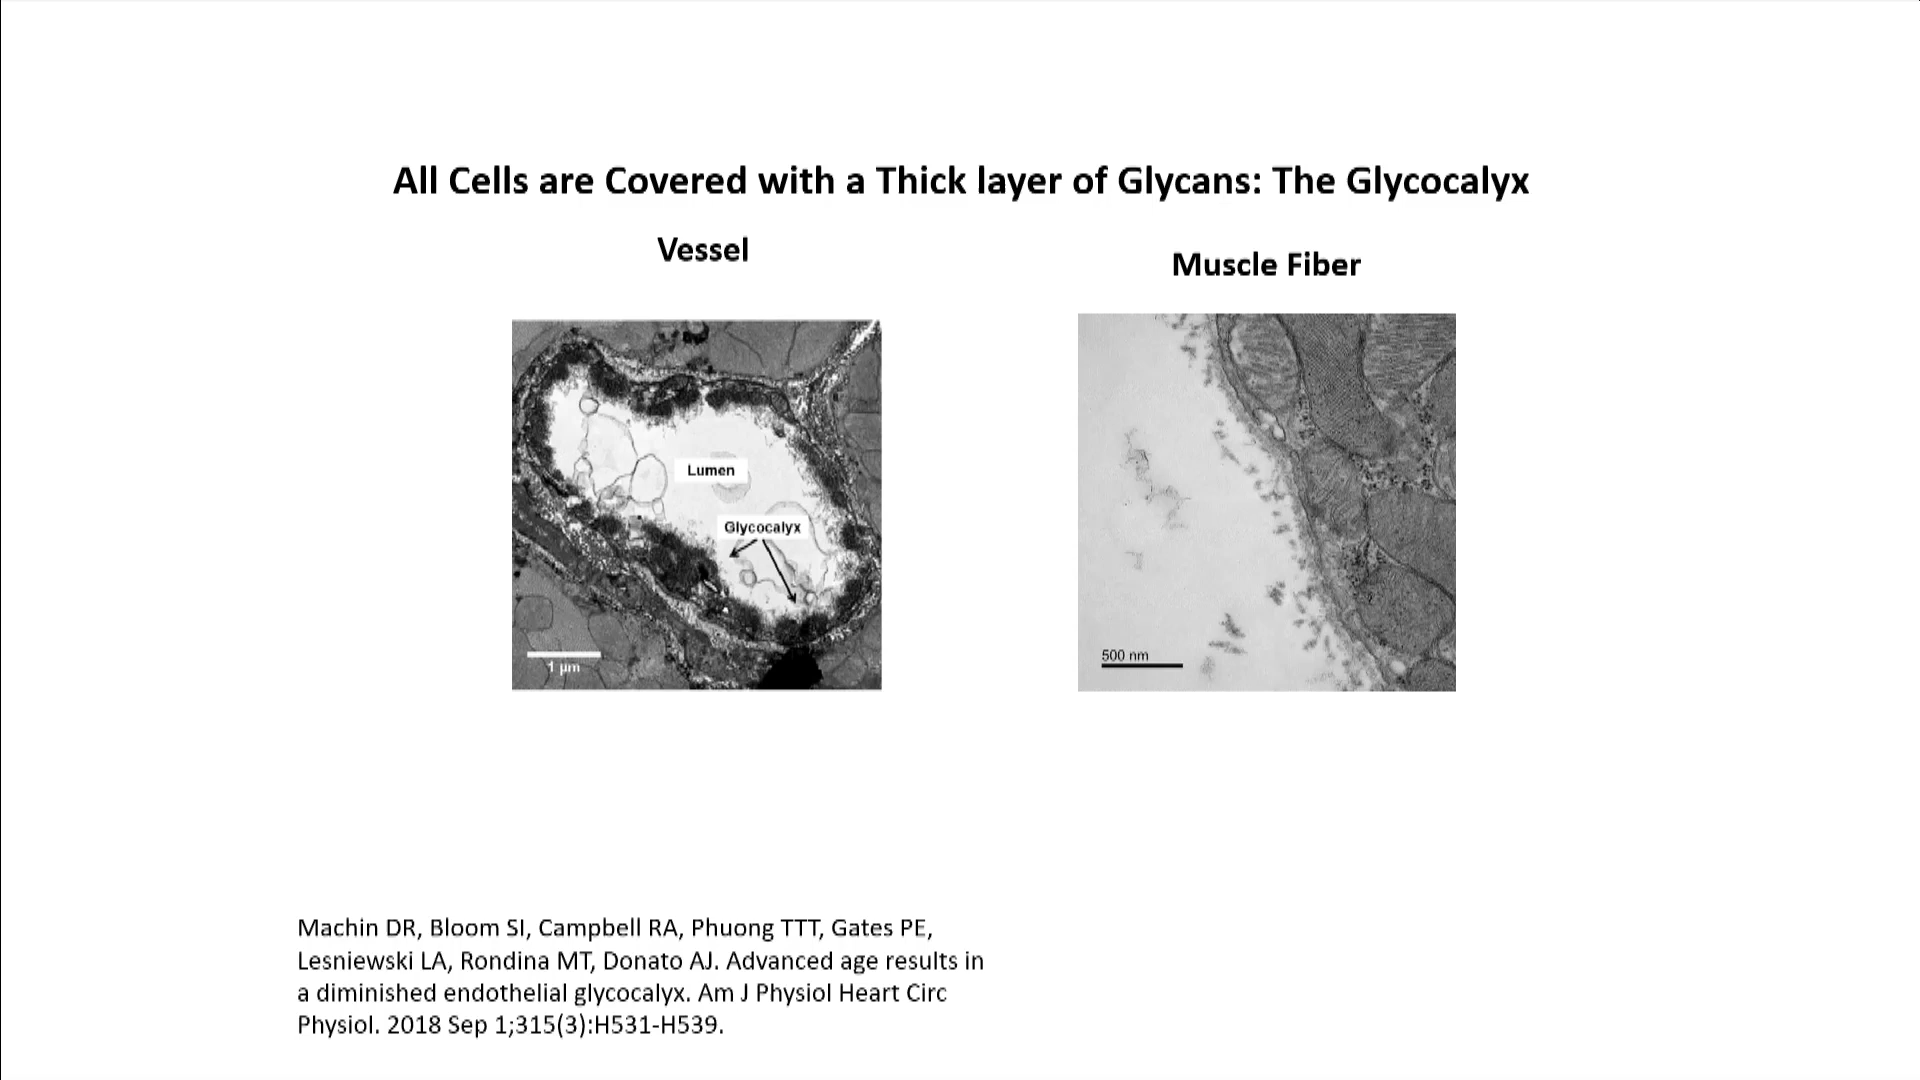 All Cells are Covered with a Thick layer of Glycans: The Glycocalyx
Vessel
Muscle Fiber
Lumen
Glycocalyx
1 µm
500 nm
Machin DR, Bloom SI, Campbell RA, Phuong TTT, Gates PE,
Lesniewski LA, Rondina MT, Donato AJ. Advanced age results in
a diminished endothelial glycocalyx. Am J Physiol Heart Circ
Physiol. 2018 Sep 1;315(3):H531-H539.